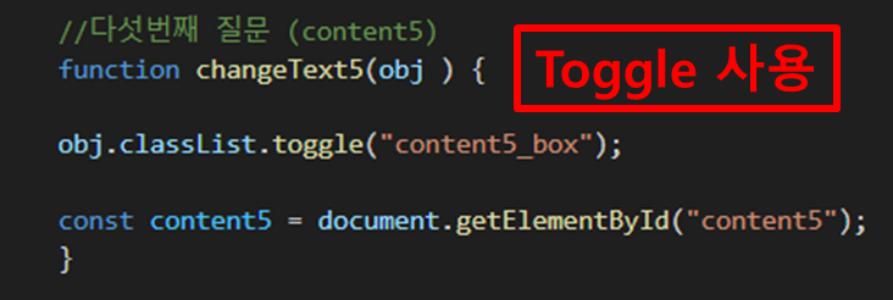 //다섯번째 질문 (content5)
function changeText5(obj ) {
Toggle 사용
obj.classList.toggle("content5_box");
const content5 = document.getElementById("content5");
}